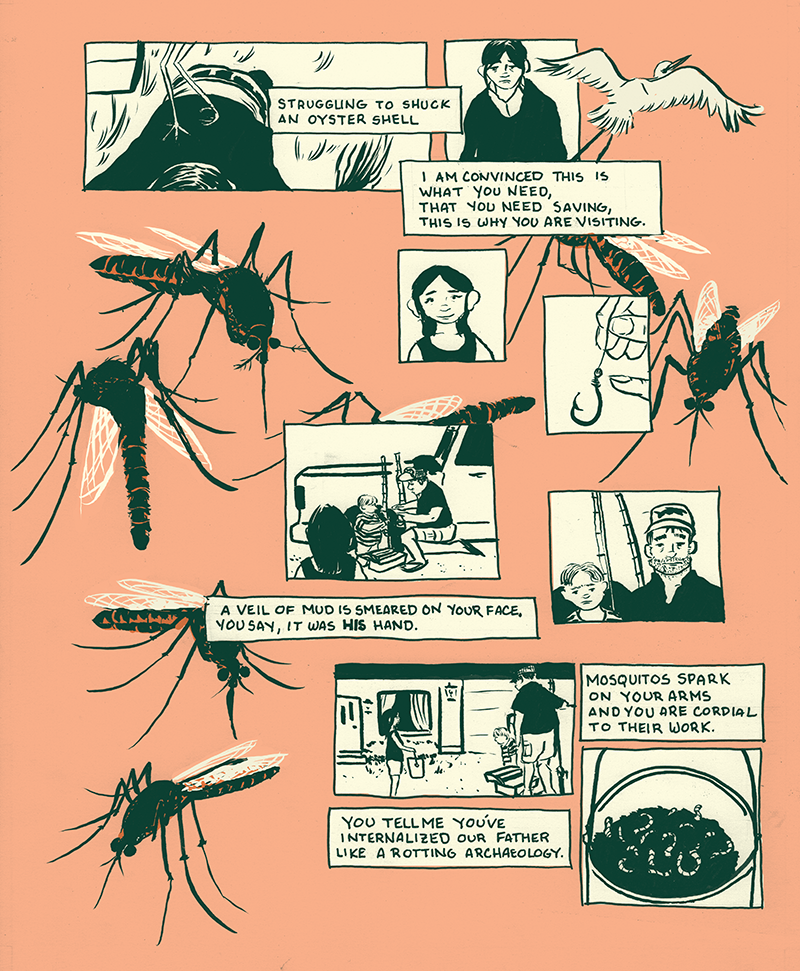 STRUGGLING TO SHUCK
AN OYSTER SHELL
I AM CONVINCED THIS IS
WHAT YOU NEED,
THAT YOU NEED SAVING,
THIS IS WHY YOU ARE VISITING.
A VEIL OF MUD IS SMEARED ON YOUR FACE,
YOU SAY, IT WAS HIS HAND.
MOSQUITOS SPARK
ON YOUR ARMS
AND YOU ARE CORDIAL
TO THEIR WORK.
YOU TELL ME YOU'VE
INTERNALIZED OUR FATHER
LIKE A ROTTING ARCHAEOLOGY.